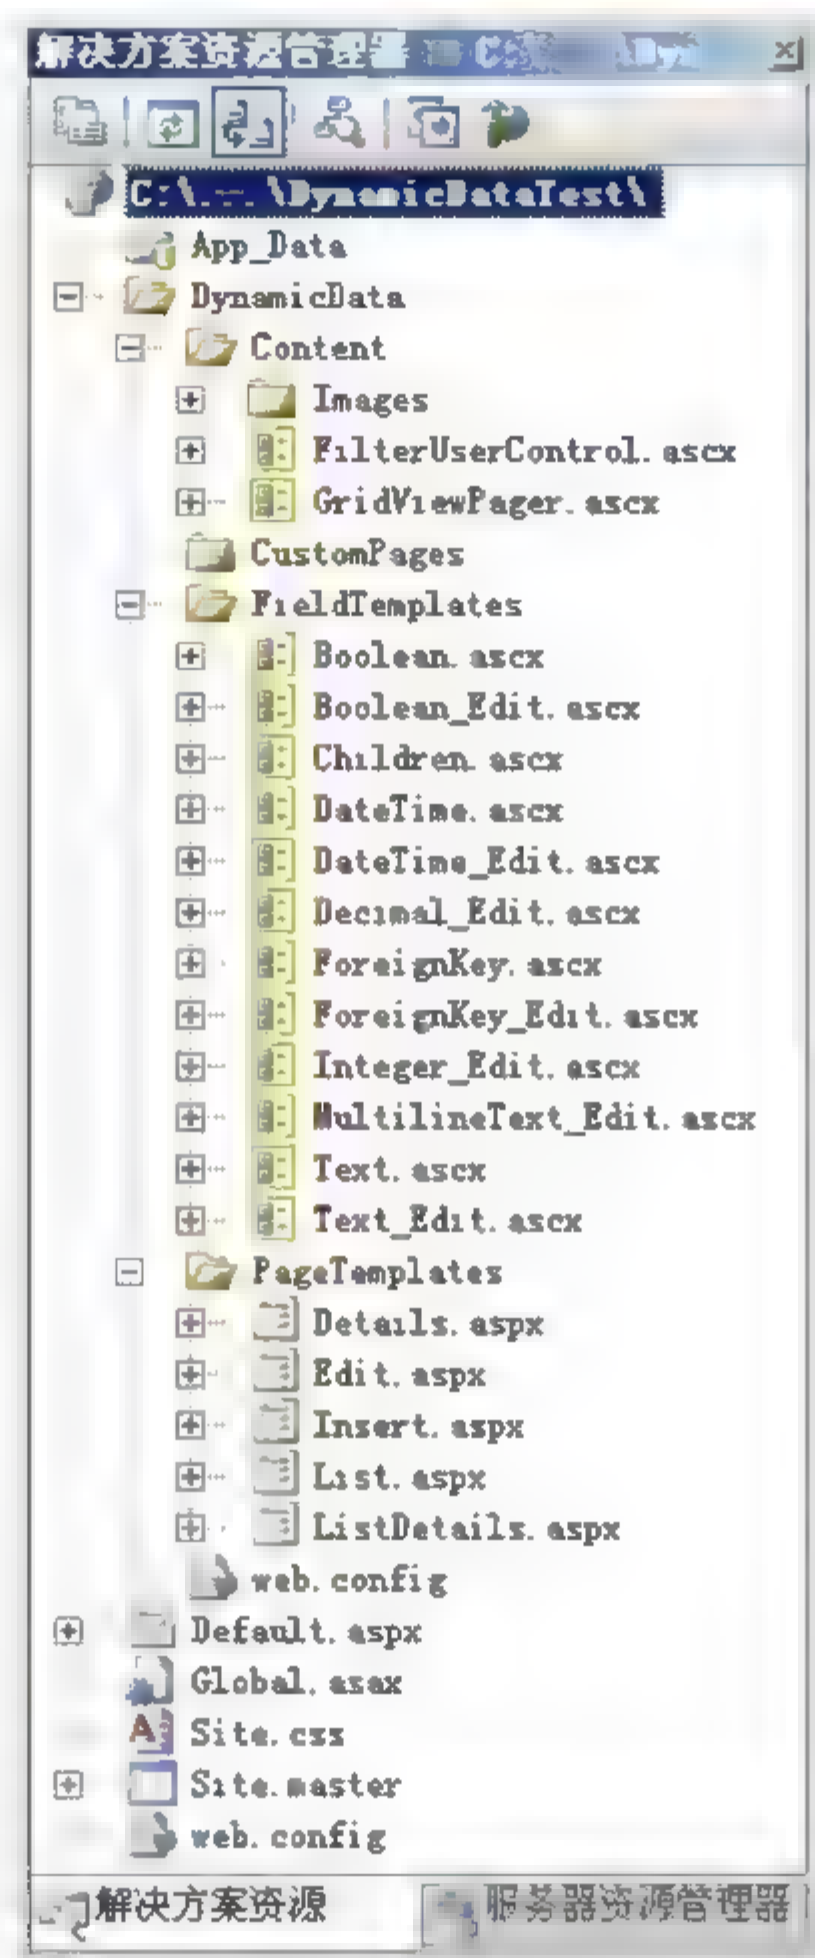 解决方案资源管理器
C:\...\DynamicDataTest\
App_Data
DynamicData
Content
Images
FilterUserControl.ascx
GridViewPager.ascx
CustomPages
FieldTemplates
Boolean.ascx
Boolean_Edit.ascx
Children.ascx
DateTime.ascx
DateTime_Edit.ascx
Decimal_Edit.ascx
ForeignKey.ascx
ForeignKey_Edit.ascx
Integer_Edit.ascx
MultilineText_Edit.ascx
Text.ascx
Text_Edit.ascx
PageTemplates
Details.aspx
Edit.aspx
Insert.aspx
List.aspx
ListDetails.aspx
web.config
Default.aspx
Global.asax
Site.css
Site.master
web.config
解决方案资源 服务器资源管理器